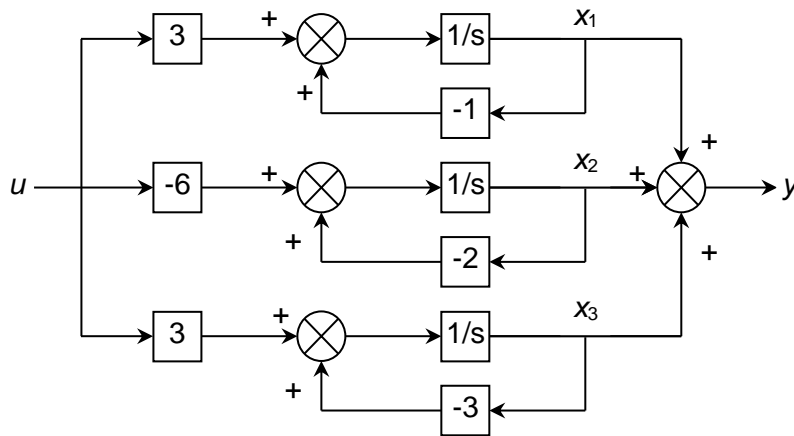 x1
+ +
3 1/s
+ -1
+
x2
+ +
u -6 1/s y
+ -2 +
x3
+
3 1/s
+ -3